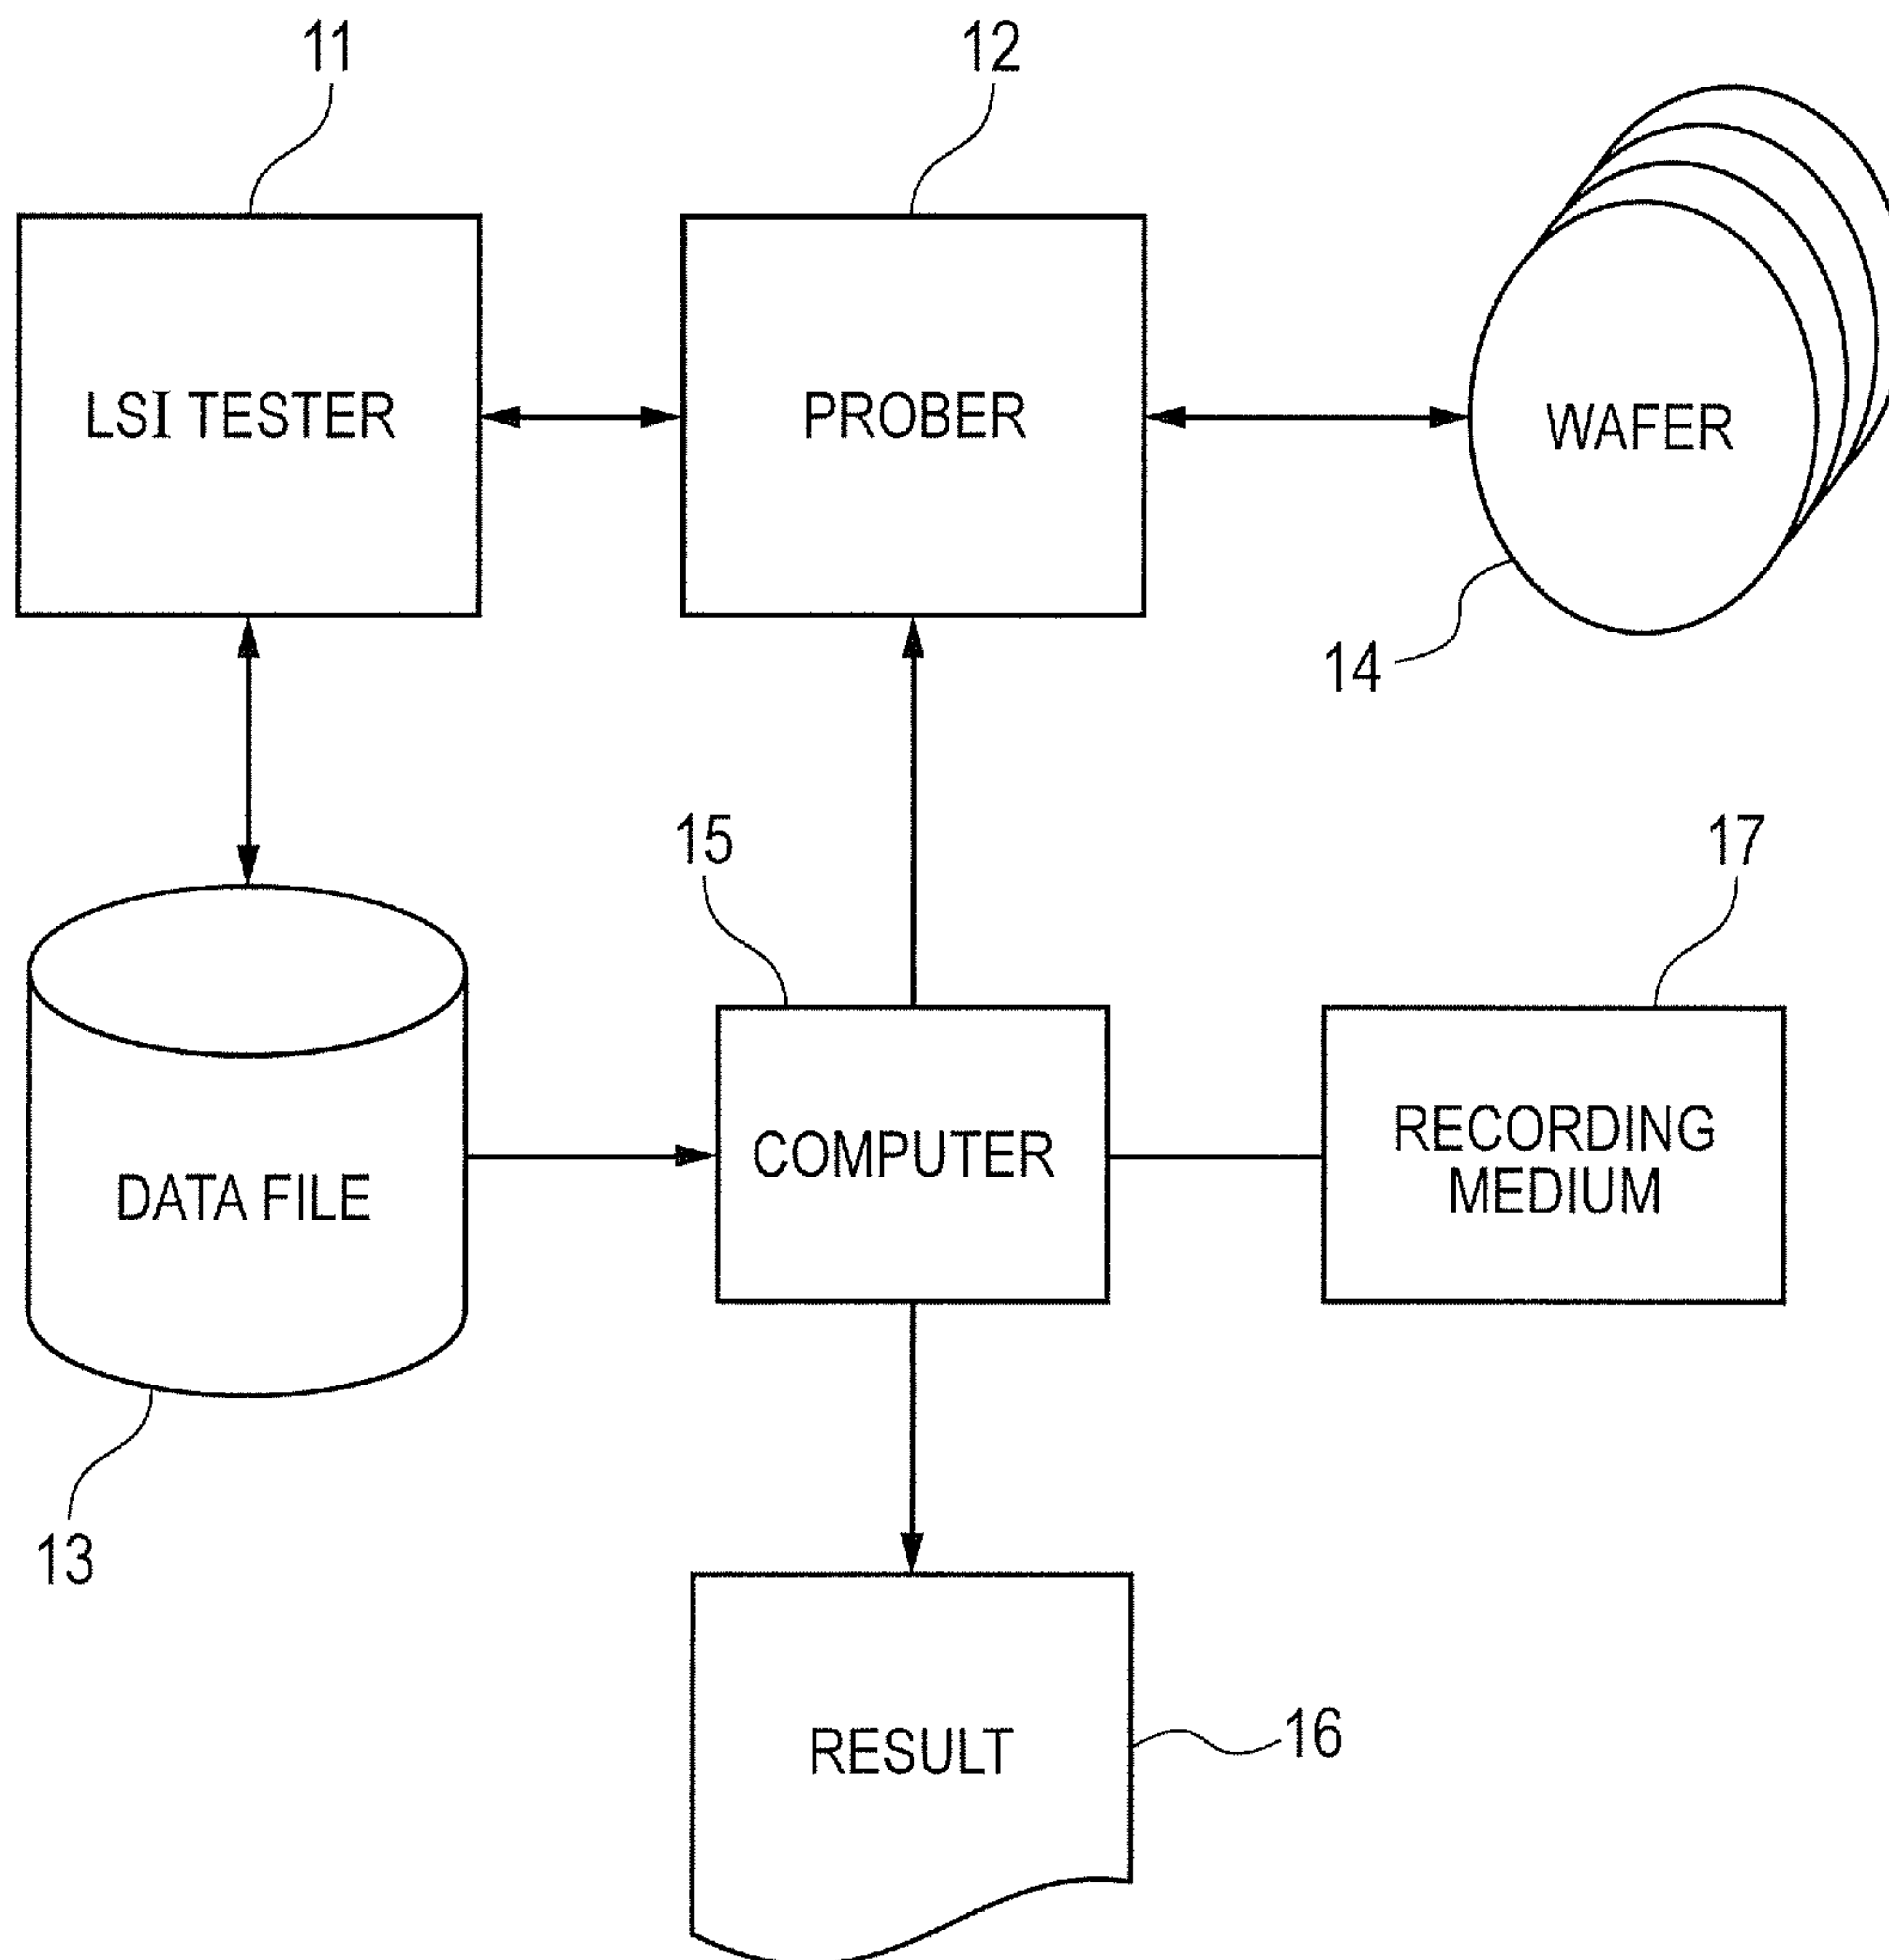 11
12
LSI TESTER
PROBER
WAFER
14
15
17
DATA FILE
COMPUTER
RECORDING
MEDIUM
13
RESULT
16